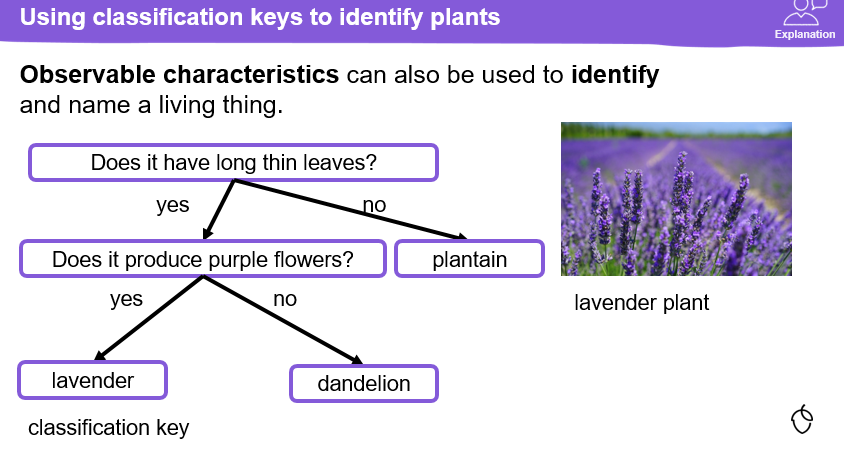 Using classification keys to identify plants
Explanation
Observable characteristics can also be used to identify
and name a living thing.
Does it have long thin leaves?
yes
no
Does it produce purple flowers?
plantain
yes
no
lavender plant
lavender
dandelion
classification key